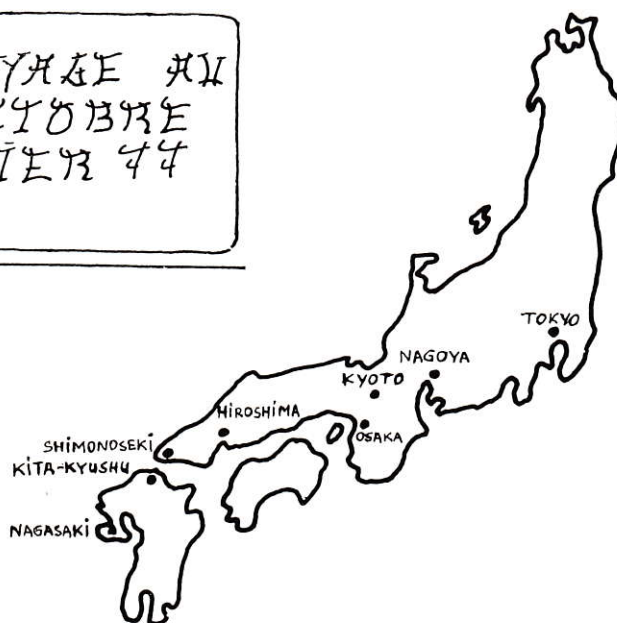 YAGE AU
TOBRE
IER 77
TOKYO
NAGOYA
KYOTO
HIROSHIMA
OSAKA
SHIMONOSEKI
KITA-KYUSHU
NAGASAKI